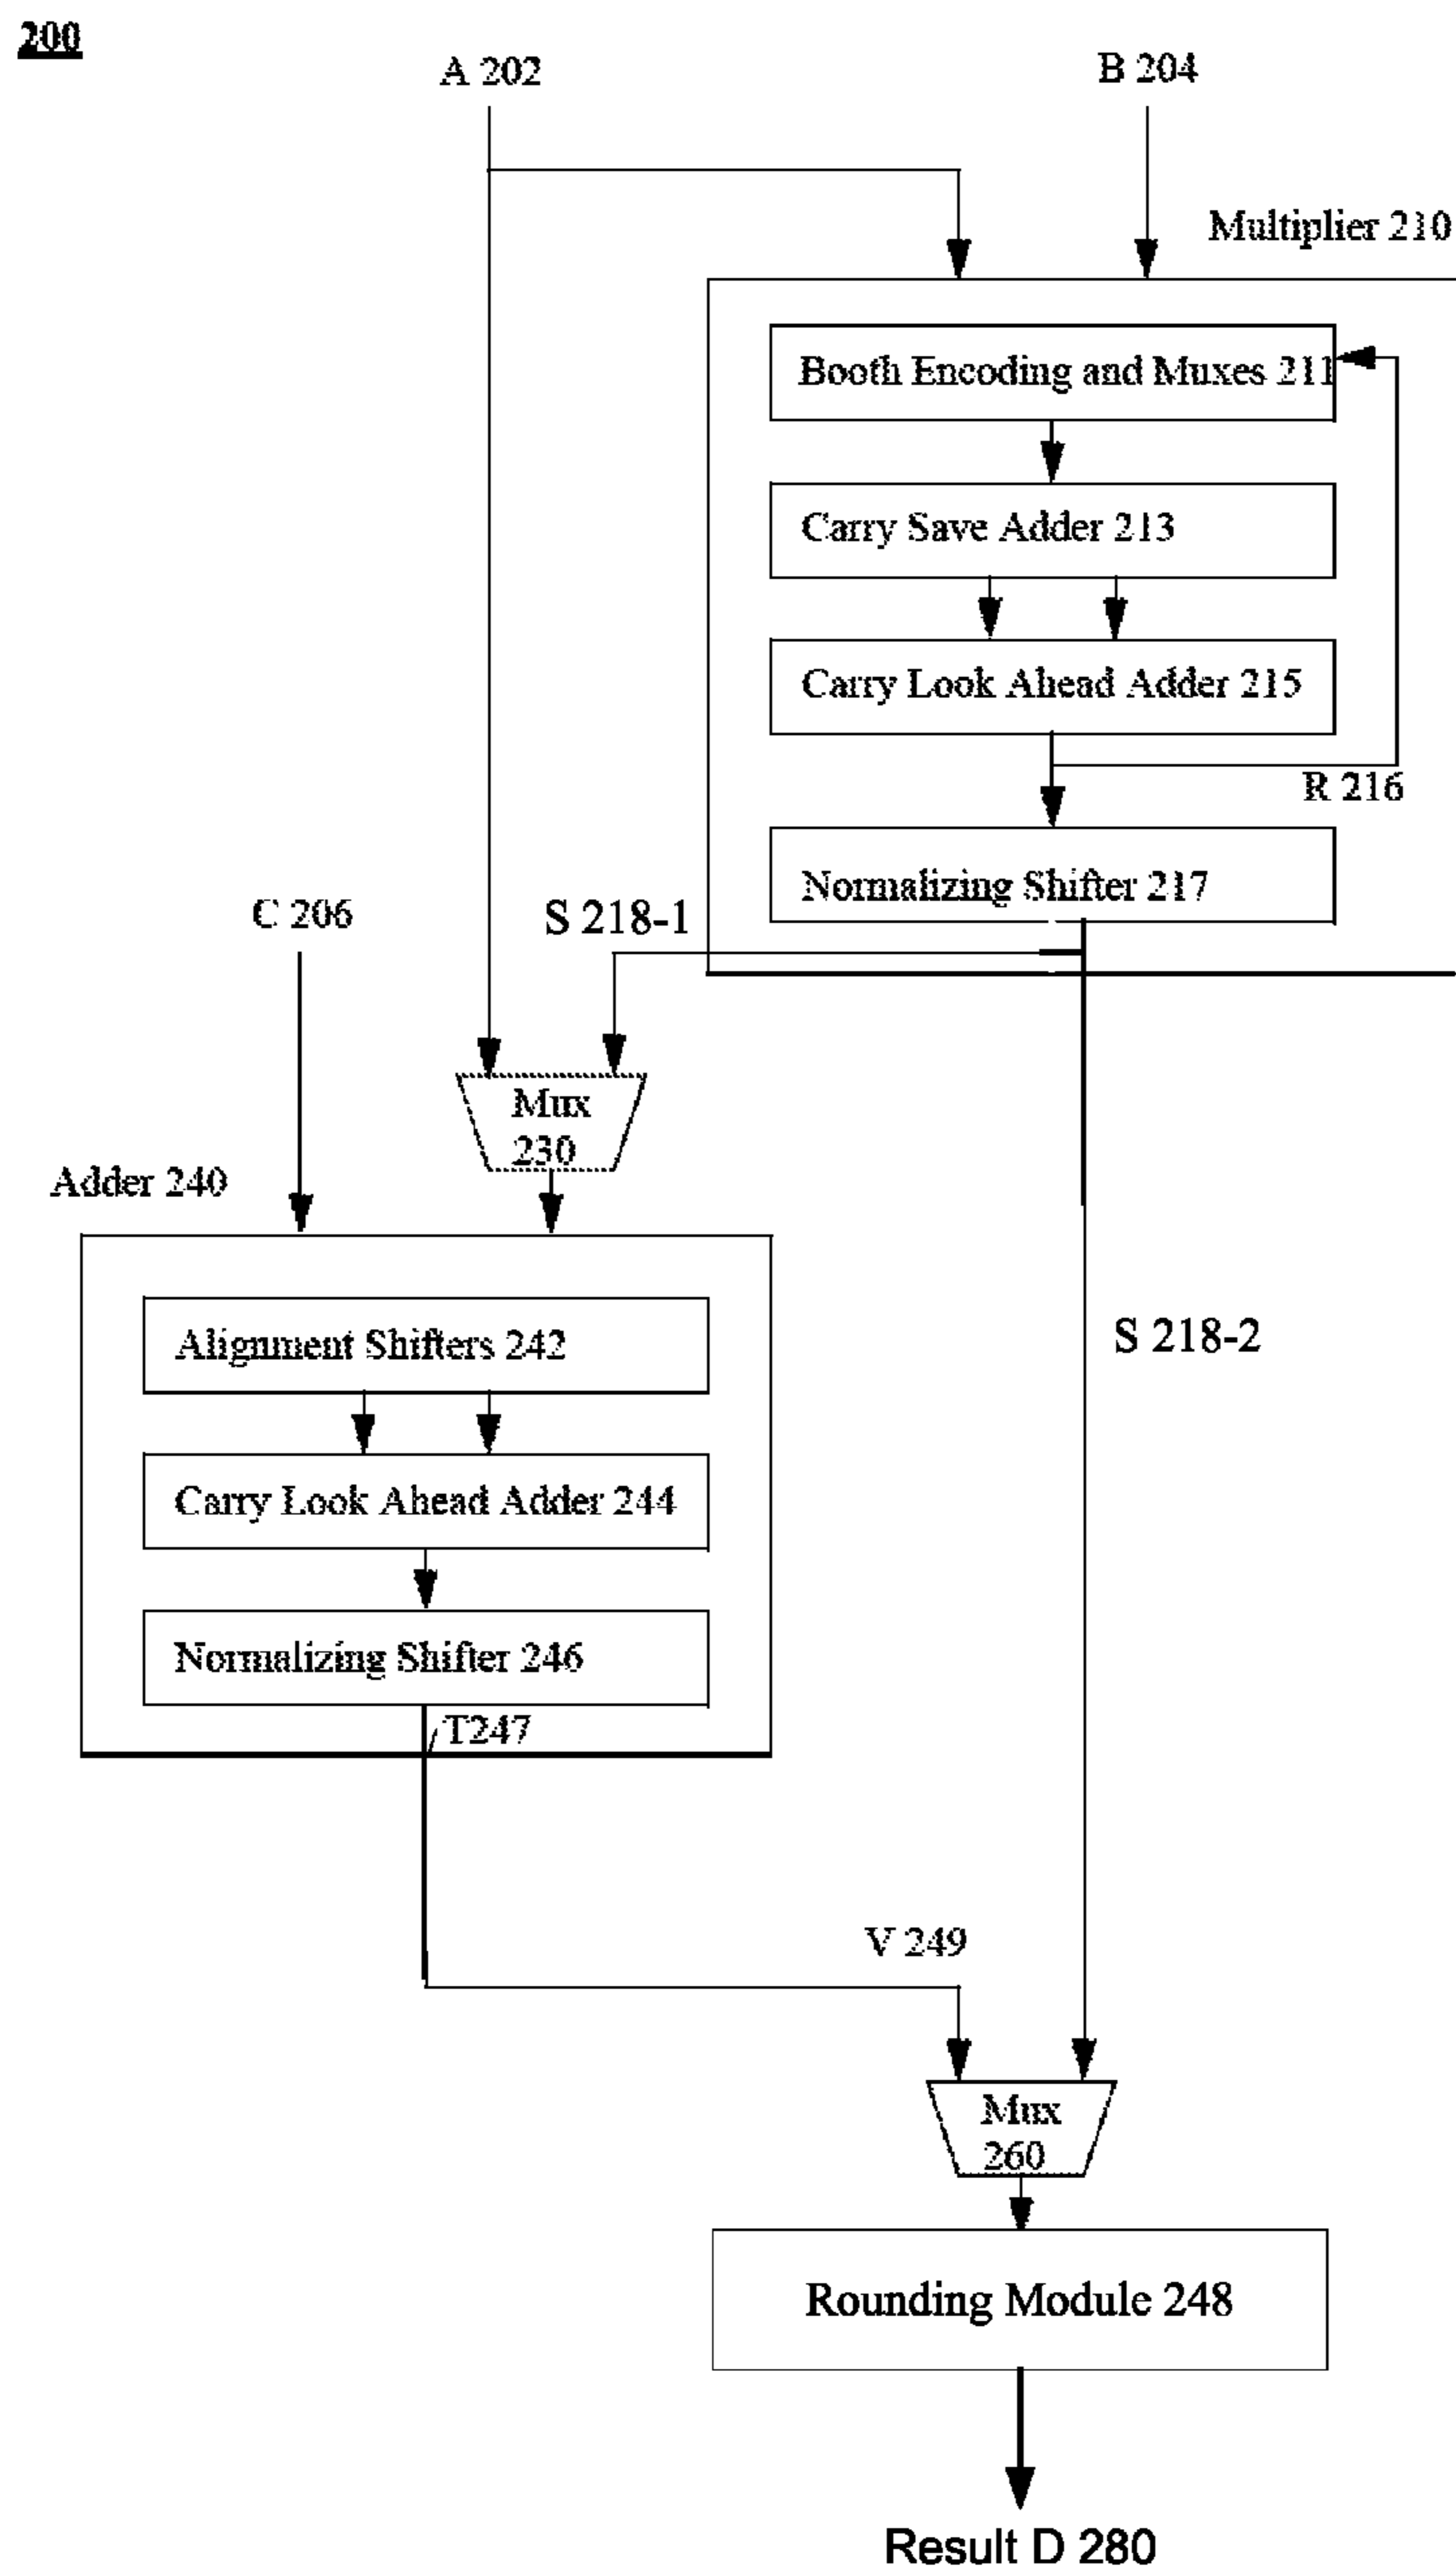 200
A 202
B 204
Multiplier 210
Booth Encoding and Muxes 211
Carry Save Adder 213
Carry Look Ahead Adder 215
R 216
Normalizing Shifter 217
C 206
S 218-1
Mux
230
Adder 240
Alignment Shifters 242
S 218-2
Carry Look Ahead Adder 244
Normalizing Shifter 246
T247
V 249
Mux
260
Rounding Module 248
Result D 280